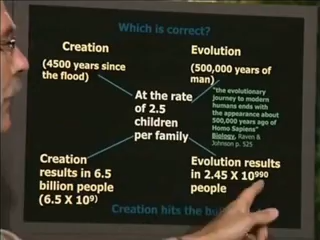 Which is correct?
Creation
(4500 years since
the flood)
Evolution
(500,000 years of
man)
"the evolutionary
journey to modern
humans ends with
the appearance about
500,000 years ago of
Homo Sapiens"
Biology, Raven &
Johnson p. 525
At the rate
of 2.5
children
per family
Creation
results in 6.5
billion people
(6.5 X 10⁹)
Evolution results
in 2.45 X 10⁹⁹⁰
people
Creation hits the